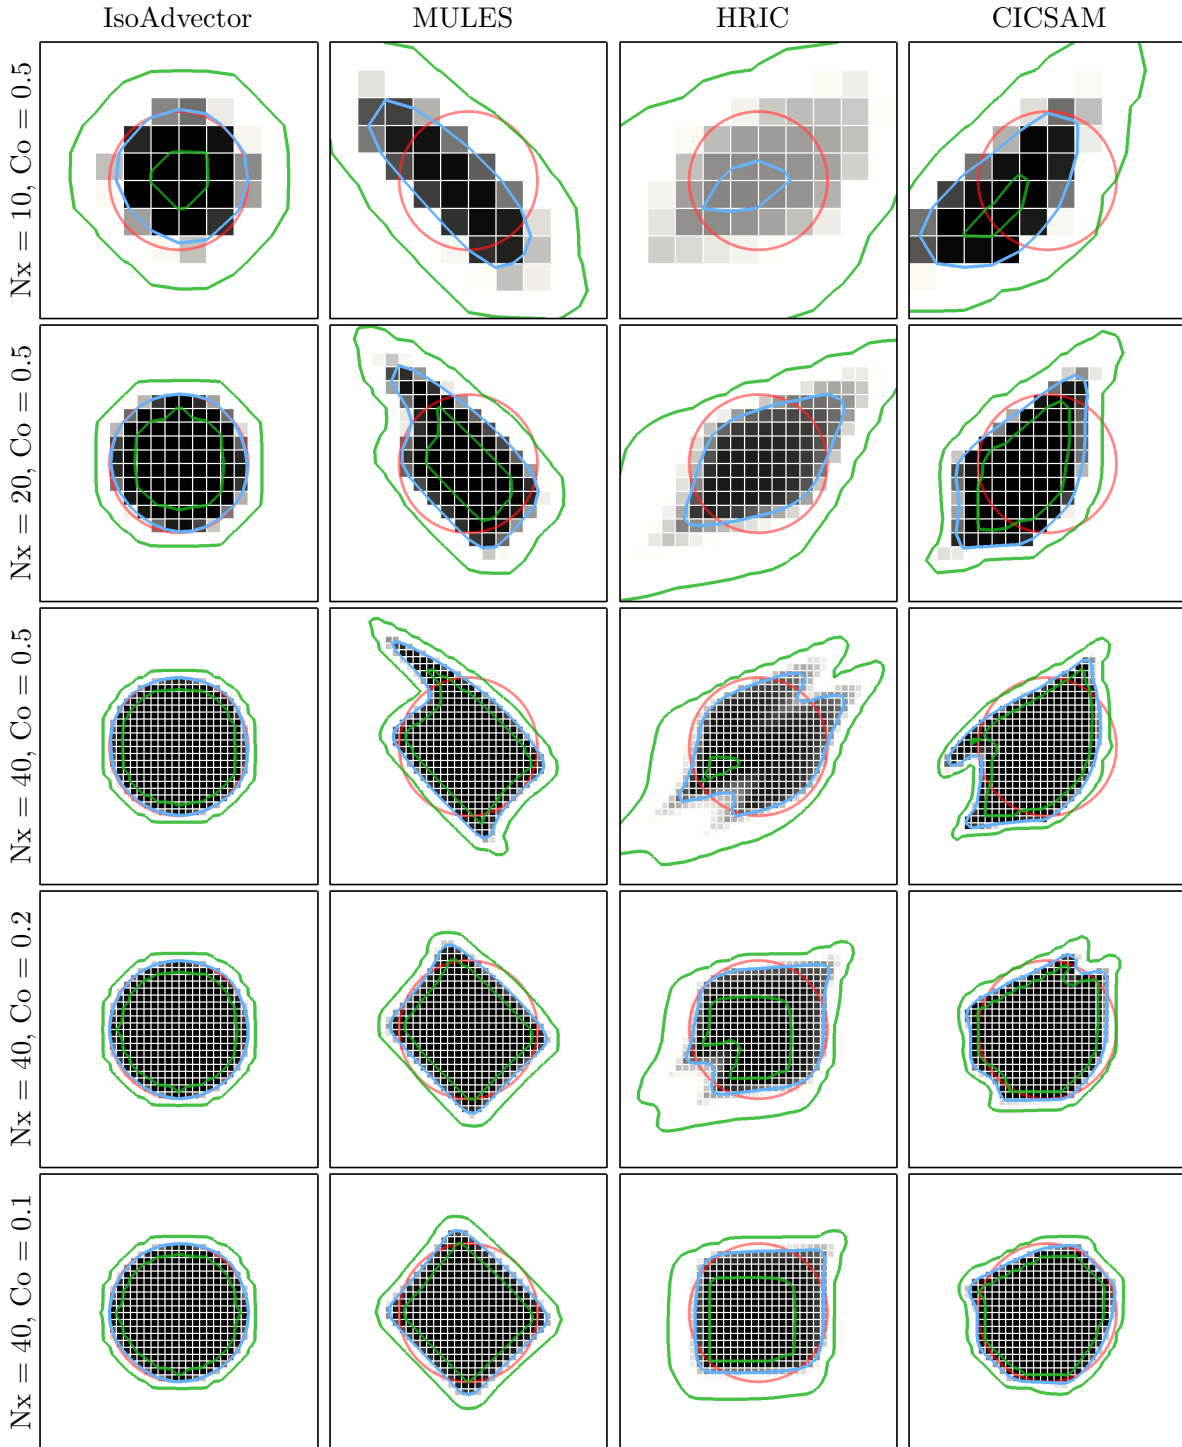 IsoAdvector MULES HRIC CICSAM
Nx = 10, Co = 0.5
Nx = 20, Co = 0.5
Nx = 40, Co = 0.5
Nx = 40, Co = 0.2
Nx = 40, Co = 0.1